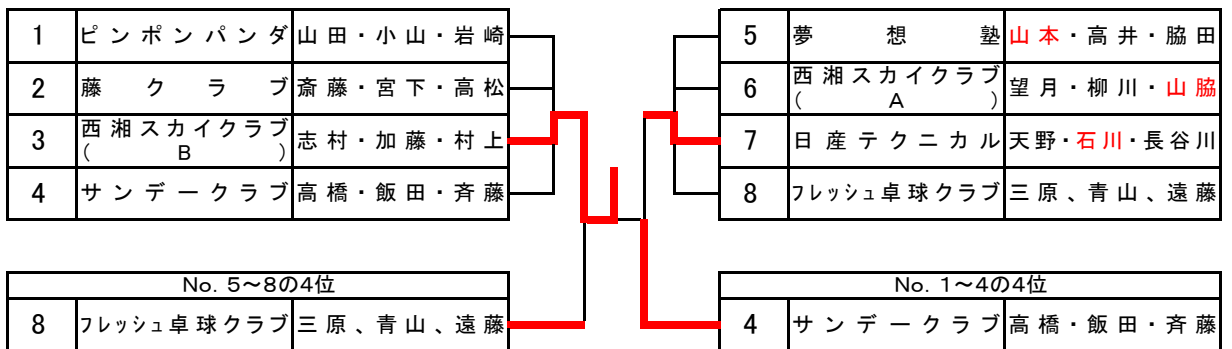 1 ピンポンパンダ 山田・小山・岩崎
2 藤クラブ 斎藤・宮下・高松
3 西湘スカイクラブ
(B) 志村・加藤・村上
4 サンデークラブ 高橋・飯田・斉藤
5 夢想塾 山本・高井・脇田
6 西湘スカイクラブ
(A) 望月・柳川・山脇
7 日産テクニカル 天野・石川・長谷川
8 フレッシュ卓球クラブ 三原、青山、遠藤
No. 5～8の4位
8 フレッシュ卓球クラブ 三原、青山、遠藤
No. 1～4の4位
4 サンデークラブ 高橋・飯田・斉藤